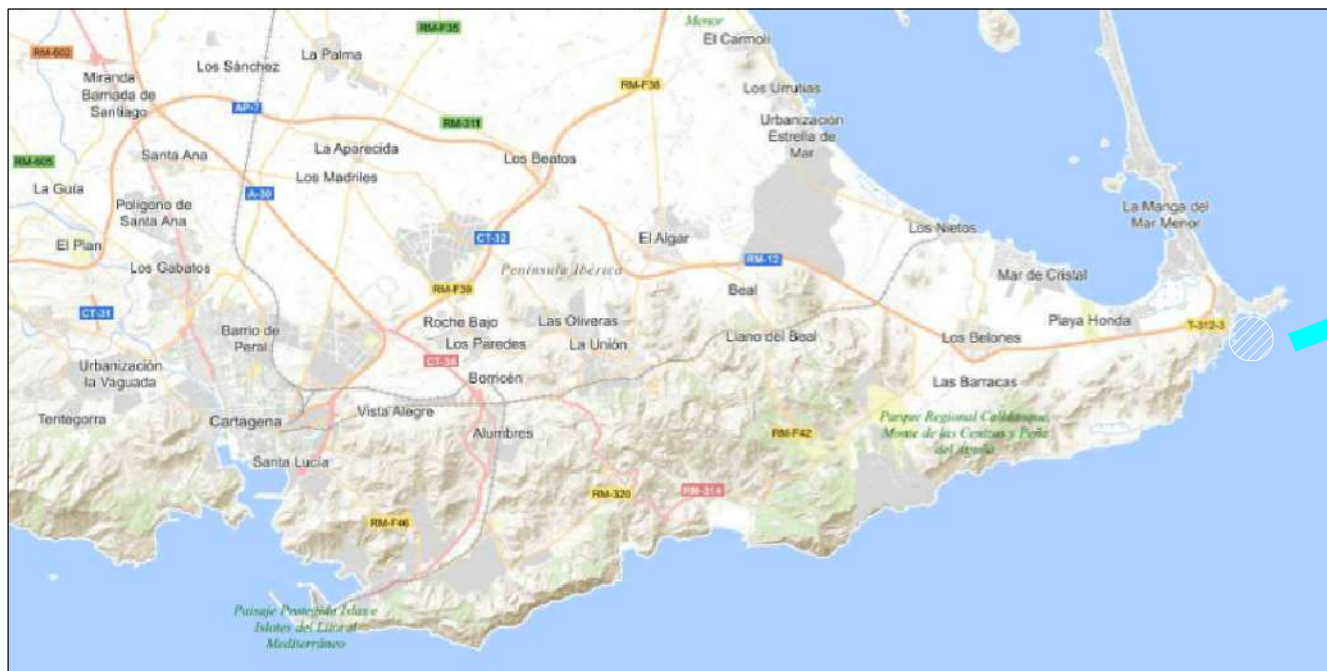 Menor
RM-F35
El Carmoli
RM-602
La Palma
Los Sánchez
Miranda
Barriada de
Santiago
RM-F38
Los Urrutias
AP-7
RM-311
Urbanización
Estrella de
Mar
RM-605
Santa Ana
La Aparecida
Los Beatos
La Guía
Los Madriles
A-30
Polígono de
Santa Ana
La Manga del
Mar Menor
El Plan
CT-32
El Algar
Los Nietos
Los Gabatos
Península Ibérica
RM-12
Mar de Cristal
RM-F39
Beal
CT-31
Roche Bajo
Las Oliveras
Playa Honda
T-312-3
Barrio de
Peral
Los Paredes
La Unión
Llano del Beal
Los Belones
Urbanización
la Vaguada
CT-34
Borricén
Las Barracas
Tentegorra
Cartagena
Vista Alegre
Parque Regional Calblanque,
Monte de las Cenizas y Peña
del Águila
Alumbres
RM-F42
Santa Lucía
RM-320
RM-314
RM-F46
Paisaje Protegido Islas e
Islotes del Litoral
Mediterráneo